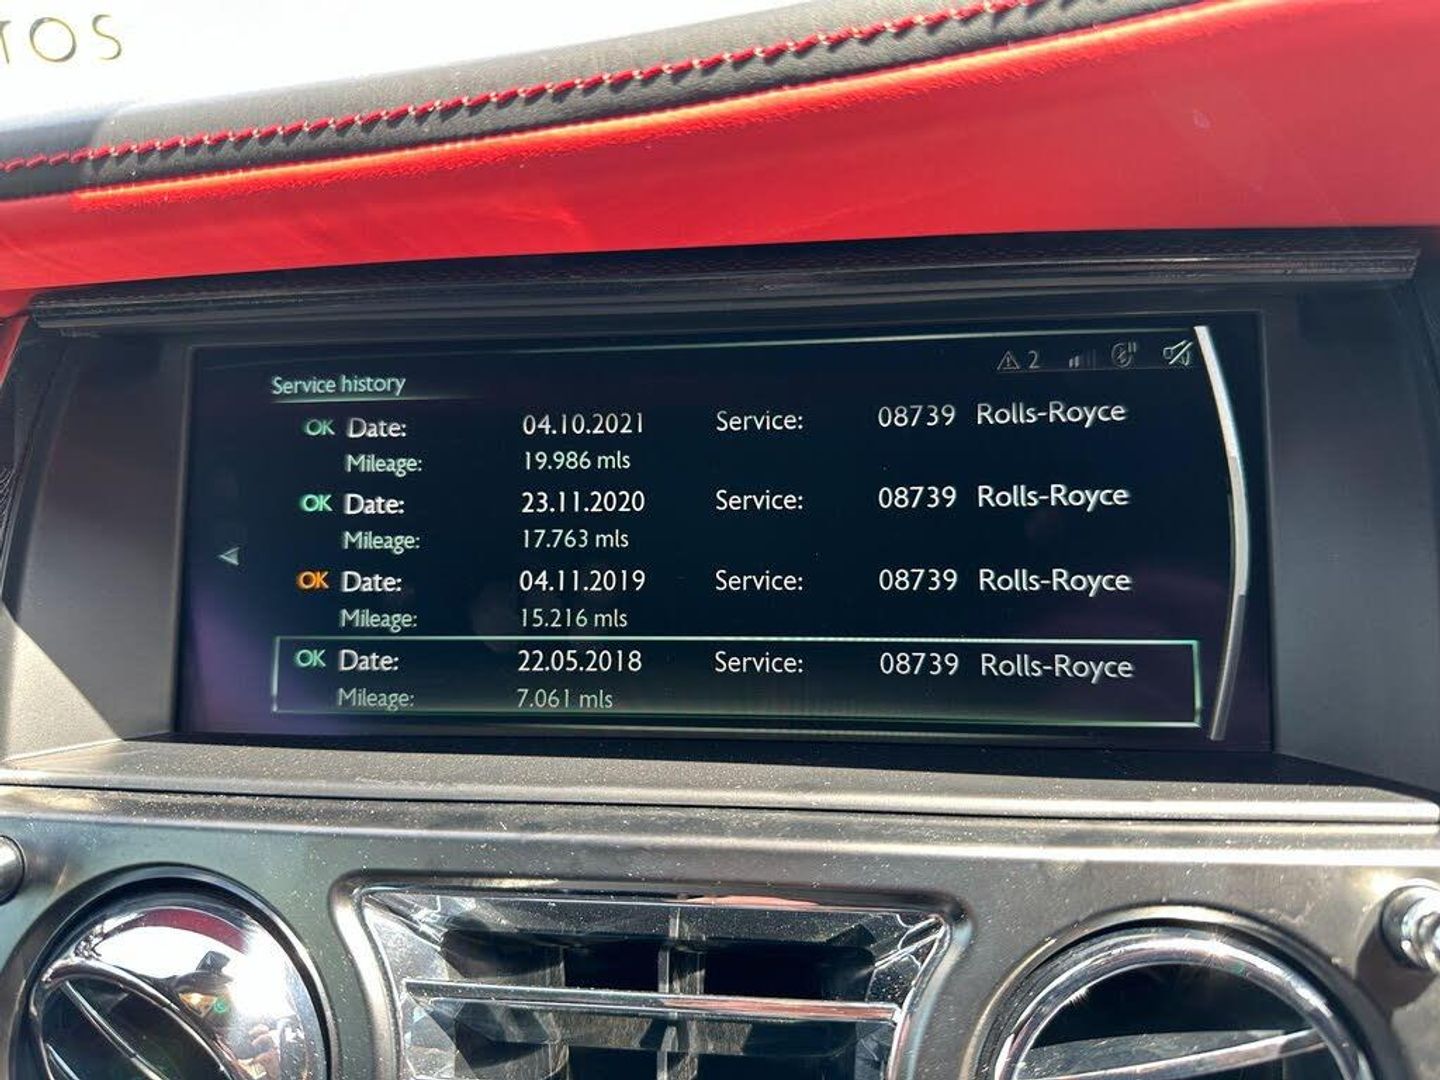 TOS
2
Service history
OK Date: 04.10.2021 Service: 08739 Rolls-Royce
Mileage: 19.986 mls
OK Date: 23.11.2020 Service: 08739 Rolls-Royce
Mileage: 17.763 mls
OK Date: 04.11.2019 Service: 08739 Rolls-Royce
Mileage: 15.216 mls
OK Date: 22.05.2018 Service: 08739 Rolls-Royce
Mileage: 7.061 mls